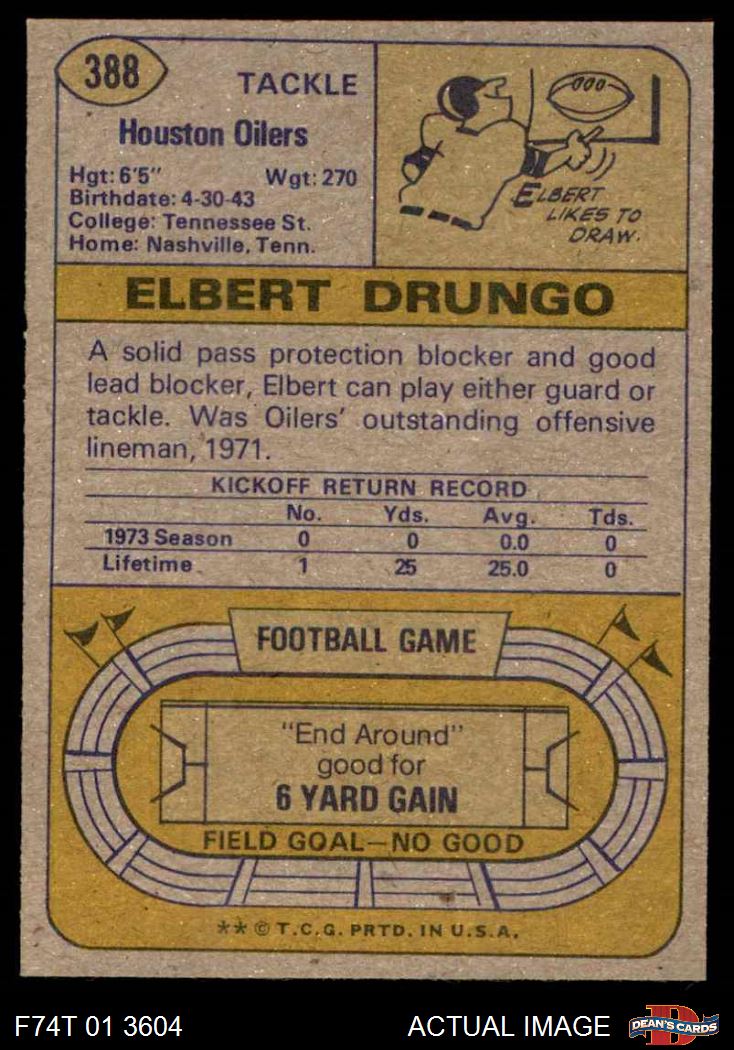 388
TACKLE
Houston Oilers
Hgt: 6'5" Wgt: 270
Birthdate: 4-30-43
College: Tennessee St.
Home: Nashville, Tenn.
ELBERT
LIKES TO
DRAW.
ELBERT DRUNGO
A solid pass protection blocker and good
lead blocker, Elbert can play either guard or
tackle. Was Oilers' outstanding offensive
lineman, 1971.
KICKOFF RETURN RECORD
No. Yds. Avg. Tds.
1973 Season 0 0 0.0 0
Lifetime 1 25 25.0 0
FOOTBALL GAME
"End Around"
good for
6 YARD GAIN
FIELD GOAL—NO GOOD
** © T.C.G. PRTD. IN U.S.A.
F74T 01 3604 ACTUAL IMAGE
DEAN'S CARDS